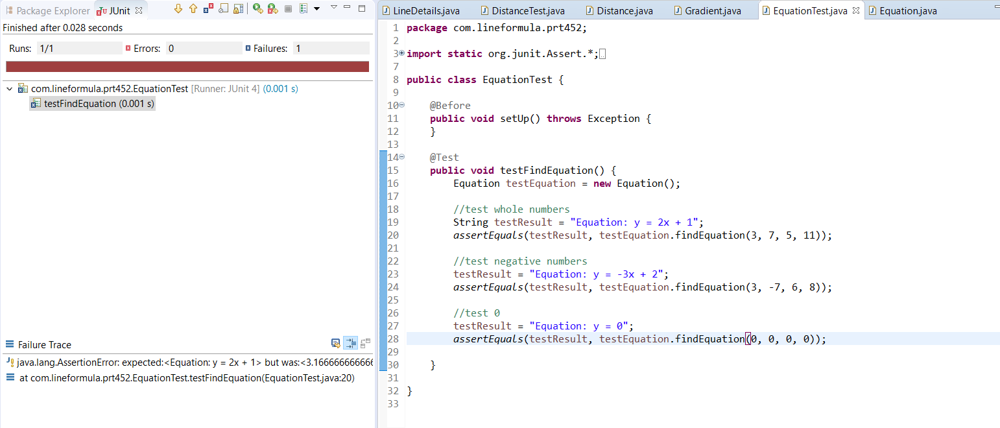 Package Explorer JUnit
Finished after 0.028 seconds
Runs: 1/1 Errors: 0 Failures: 1
com.lineformula.prt452.EquationTest [Runner: JUnit 4] (0.001 s)
testFindEquation (0.001 s)
Failure Trace
java.lang.AssertionError: expected:<Equation: y = 2x + 1> but was:<3.166666666666
at com.lineformula.prt452.EquationTest.testFindEquation(EquationTest.java:20)
LineDetails.java DistanceTest.java Distance.java Gradient.java EquationTest.java Equation.java
1 package com.lineformula.prt452;
2
3 import static org.junit.Assert.*;
7
8 public class EquationTest {
9
10 @Before
11 public void setUp() throws Exception {
12 }
13
14 @Test
15 public void testFindEquation() {
16 Equation testEquation = new Equation();
17
18 //test whole numbers
19 String testResult = "Equation: y = 2x + 1";
20 assertEquals(testResult, testEquation.findEquation(3, 7, 5, 11));
21
22 //test negative numbers
23 testResult = "Equation: y = -3x + 2";
24 assertEquals(testResult, testEquation.findEquation(3, -7, 6, 8));
25
26 //test 0
27 testResult = "Equation: y = 0";
28 assertEquals(testResult, testEquation.findEquation(0, 0, 0, 0));
29
30 }
31
32 }
33